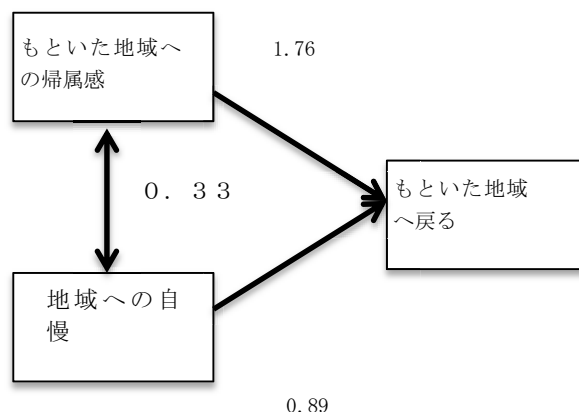 もといた地域へ
の帰属感
1.76
0. 33
もといた地域
へ戻る
地域への自
慢
0.89